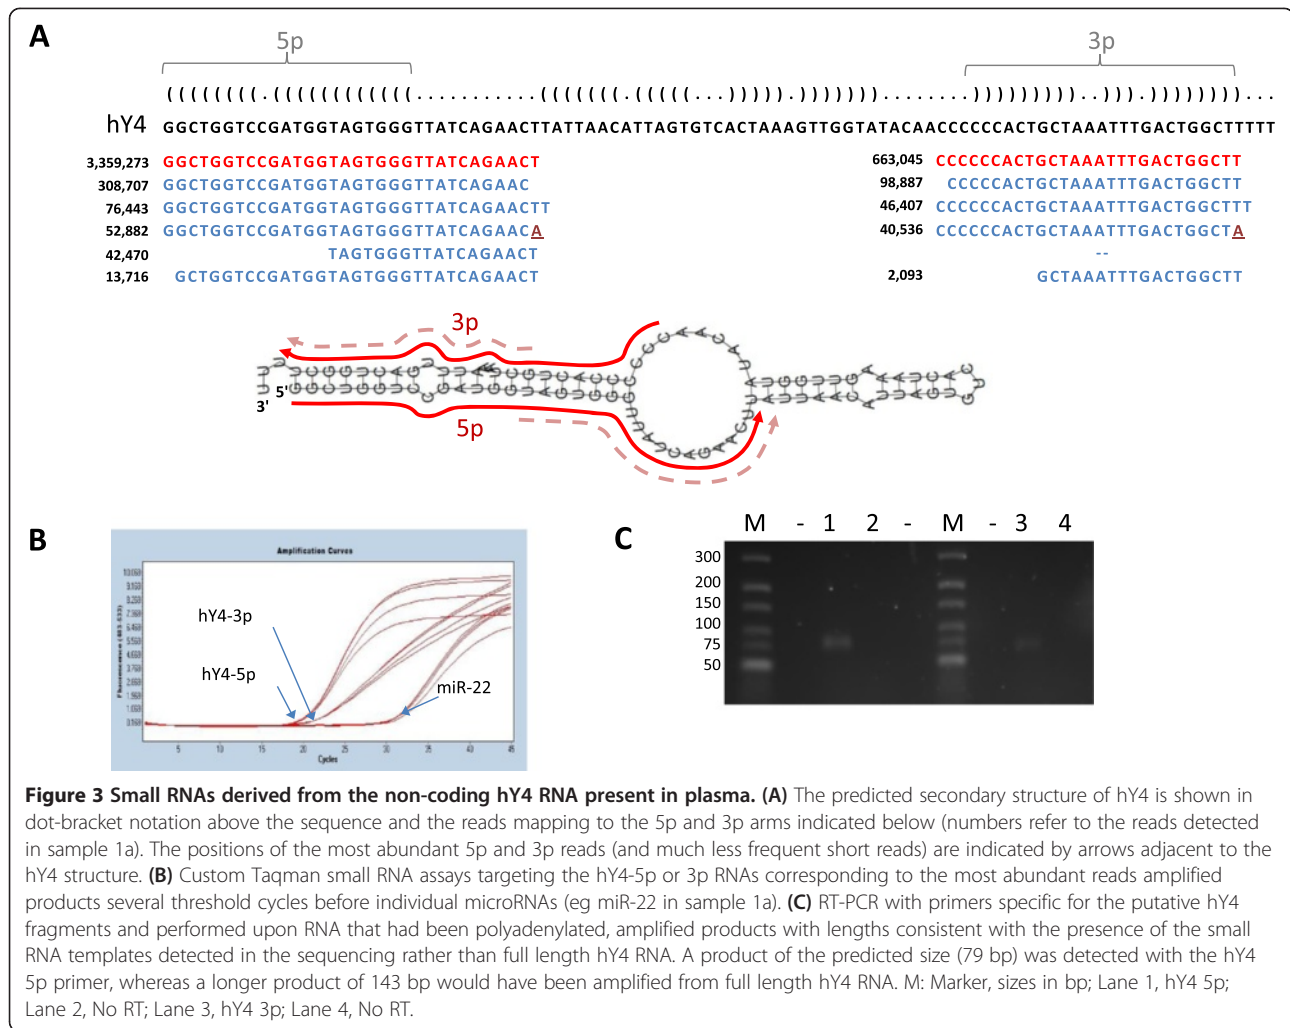 A
5p
3p
((((((((.((((((((((((...........(((((((.(((((...))))).))))))).......)))))))))..))).))))))))...
hY4 GGCTGGTCCGATGGTAGTGGGTTATCAGAACTTATTAACATTAGTGTCACTAAAGTTGGTATACAACCCCCCACTGCTAAATTTGACTGGCTTTTT
3,359,273 GGCTGGTCCGATGGTAGTGGGTTATCAGAACT 663,045 CCCCCCACTGCTAAATTTGACTGGCTT
308,707 GGCTGGTCCGATGGTAGTGGGTTATCAGAAC 98,887 CCCCCACTGCTAAATTTGACTGGCTT
76,443 GGCTGGTCCGATGGTAGTGGGTTATCAGAACTT 46,407 CCCCCCACTGCTAAATTTGACTGGCTTT
52,882 GGCTGGTCCGATGGTAGTGGGTTATCAGAACA 40,536 CCCCCCACTGCTAAATTTGACTGGCTA
42,470 TAGTGGGTTATCAGAACT --
13,716 GCTGGTCCGATGGTAGTGGGTTATCAGAACT 2,093 GCTAAATTTGACTGGCTT
3p
5'
3'
5p
B
Amplification Curves
hY4-3p
hY4-5p
miR-22
5 10 15 20 25 30 35 40 45
Cycles
C
M - 1 2 - M - 3 4
300
200
150
100
75
50
Figure 3 Small RNAs derived from the non-coding hY4 RNA present in plasma. (A) The predicted secondary structure of hY4 is shown in
dot-bracket notation above the sequence and the reads mapping to the 5p and 3p arms indicated below (numbers refer to the reads detected
in sample 1a). The positions of the most abundant 5p and 3p reads (and much less frequent short reads) are indicated by arrows adjacent to the
hY4 structure. (B) Custom Taqman small RNA assays targeting the hY4-5p or 3p RNAs corresponding to the most abundant reads amplified
products several threshold cycles before individual microRNAs (eg miR-22 in sample 1a). (C) RT-PCR with primers specific for the putative hY4
fragments and performed upon RNA that had been polyadenylated, amplified products with lengths consistent with the presence of the small
RNA templates detected in the sequencing rather than full length hY4 RNA. A product of the predicted size (79 bp) was detected with the hY4
5p primer, whereas a longer product of 143 bp would have been amplified from full length hY4 RNA. M: Marker, sizes in bp; Lane 1, hY4 5p;
Lane 2, No RT; Lane 3, hY4 3p; Lane 4, No RT.